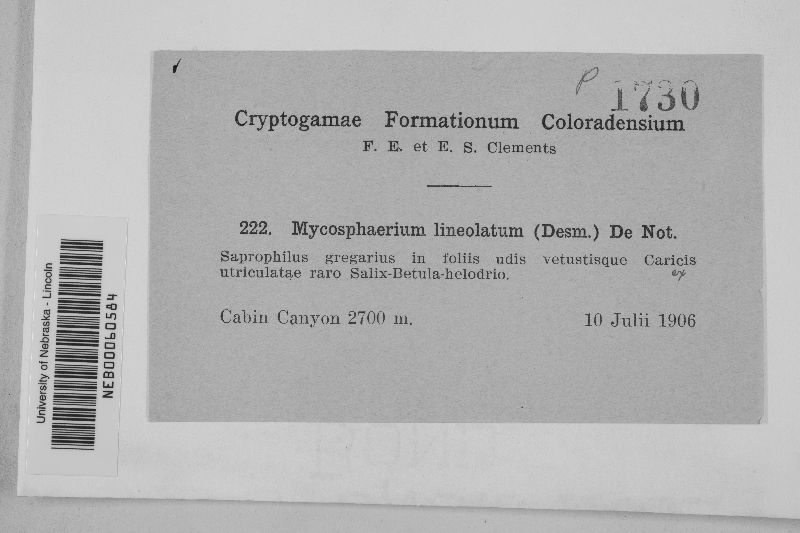 P 1730
Cryptogamae Formationum Coloradensium
F. E. et E. S. Clements
222. Mycosphaerium lineolatum (Desm.) De Not.
Saprophilus gregarius in foliis udis vetustisque Caricis
utriculatae raro Salix-Betula-helodrio.
Cabin Canyon 2700 m. 10 Julii 1906
University of Nebraska - Lincoln
NEB00060584